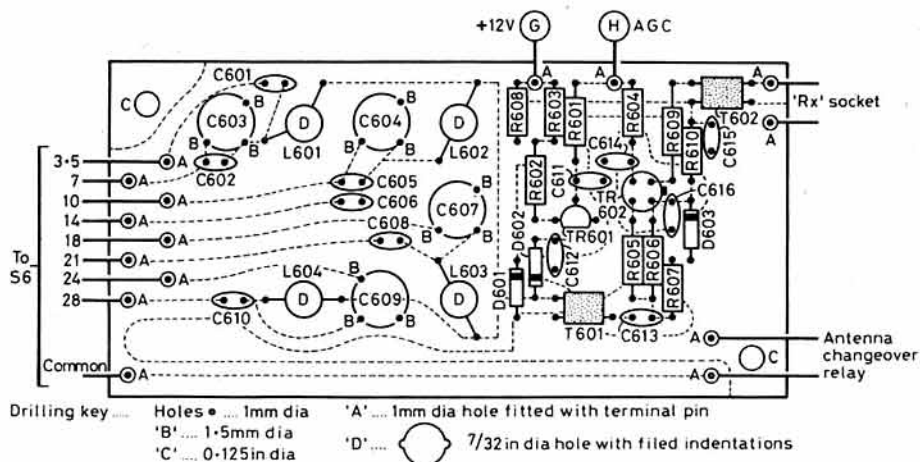 +12V G
H AGC
A
A
C601
C
B
C603
B
B
C602
D
L601
B
C604
B
B
D
L602
R608
R603
R601
R604
R609
R610
A
T602
A
'Rx' socket
A
C615
C614
3·5
A
7
A
10
A
14
A
18
A
21
A
24
A
28
A
To S6
Common
A
C605
C606
C608
B
C607
B
B
R602
C611
TR602
C616
D603
TR601
D602
C612
D601
R605
R606
R607
T601
C613
L604
D
C610
B
C609
B
B
L603
D
A
Antenna
changeover
relay
C
A
Drilling key ..... Holes • .... 1mm dia
'B' .... 1·5mm dia
'C' .... 0·125in dia
'A' .... 1mm dia hole fitted with terminal pin
'D' .... 7/32in dia hole with filed indentations